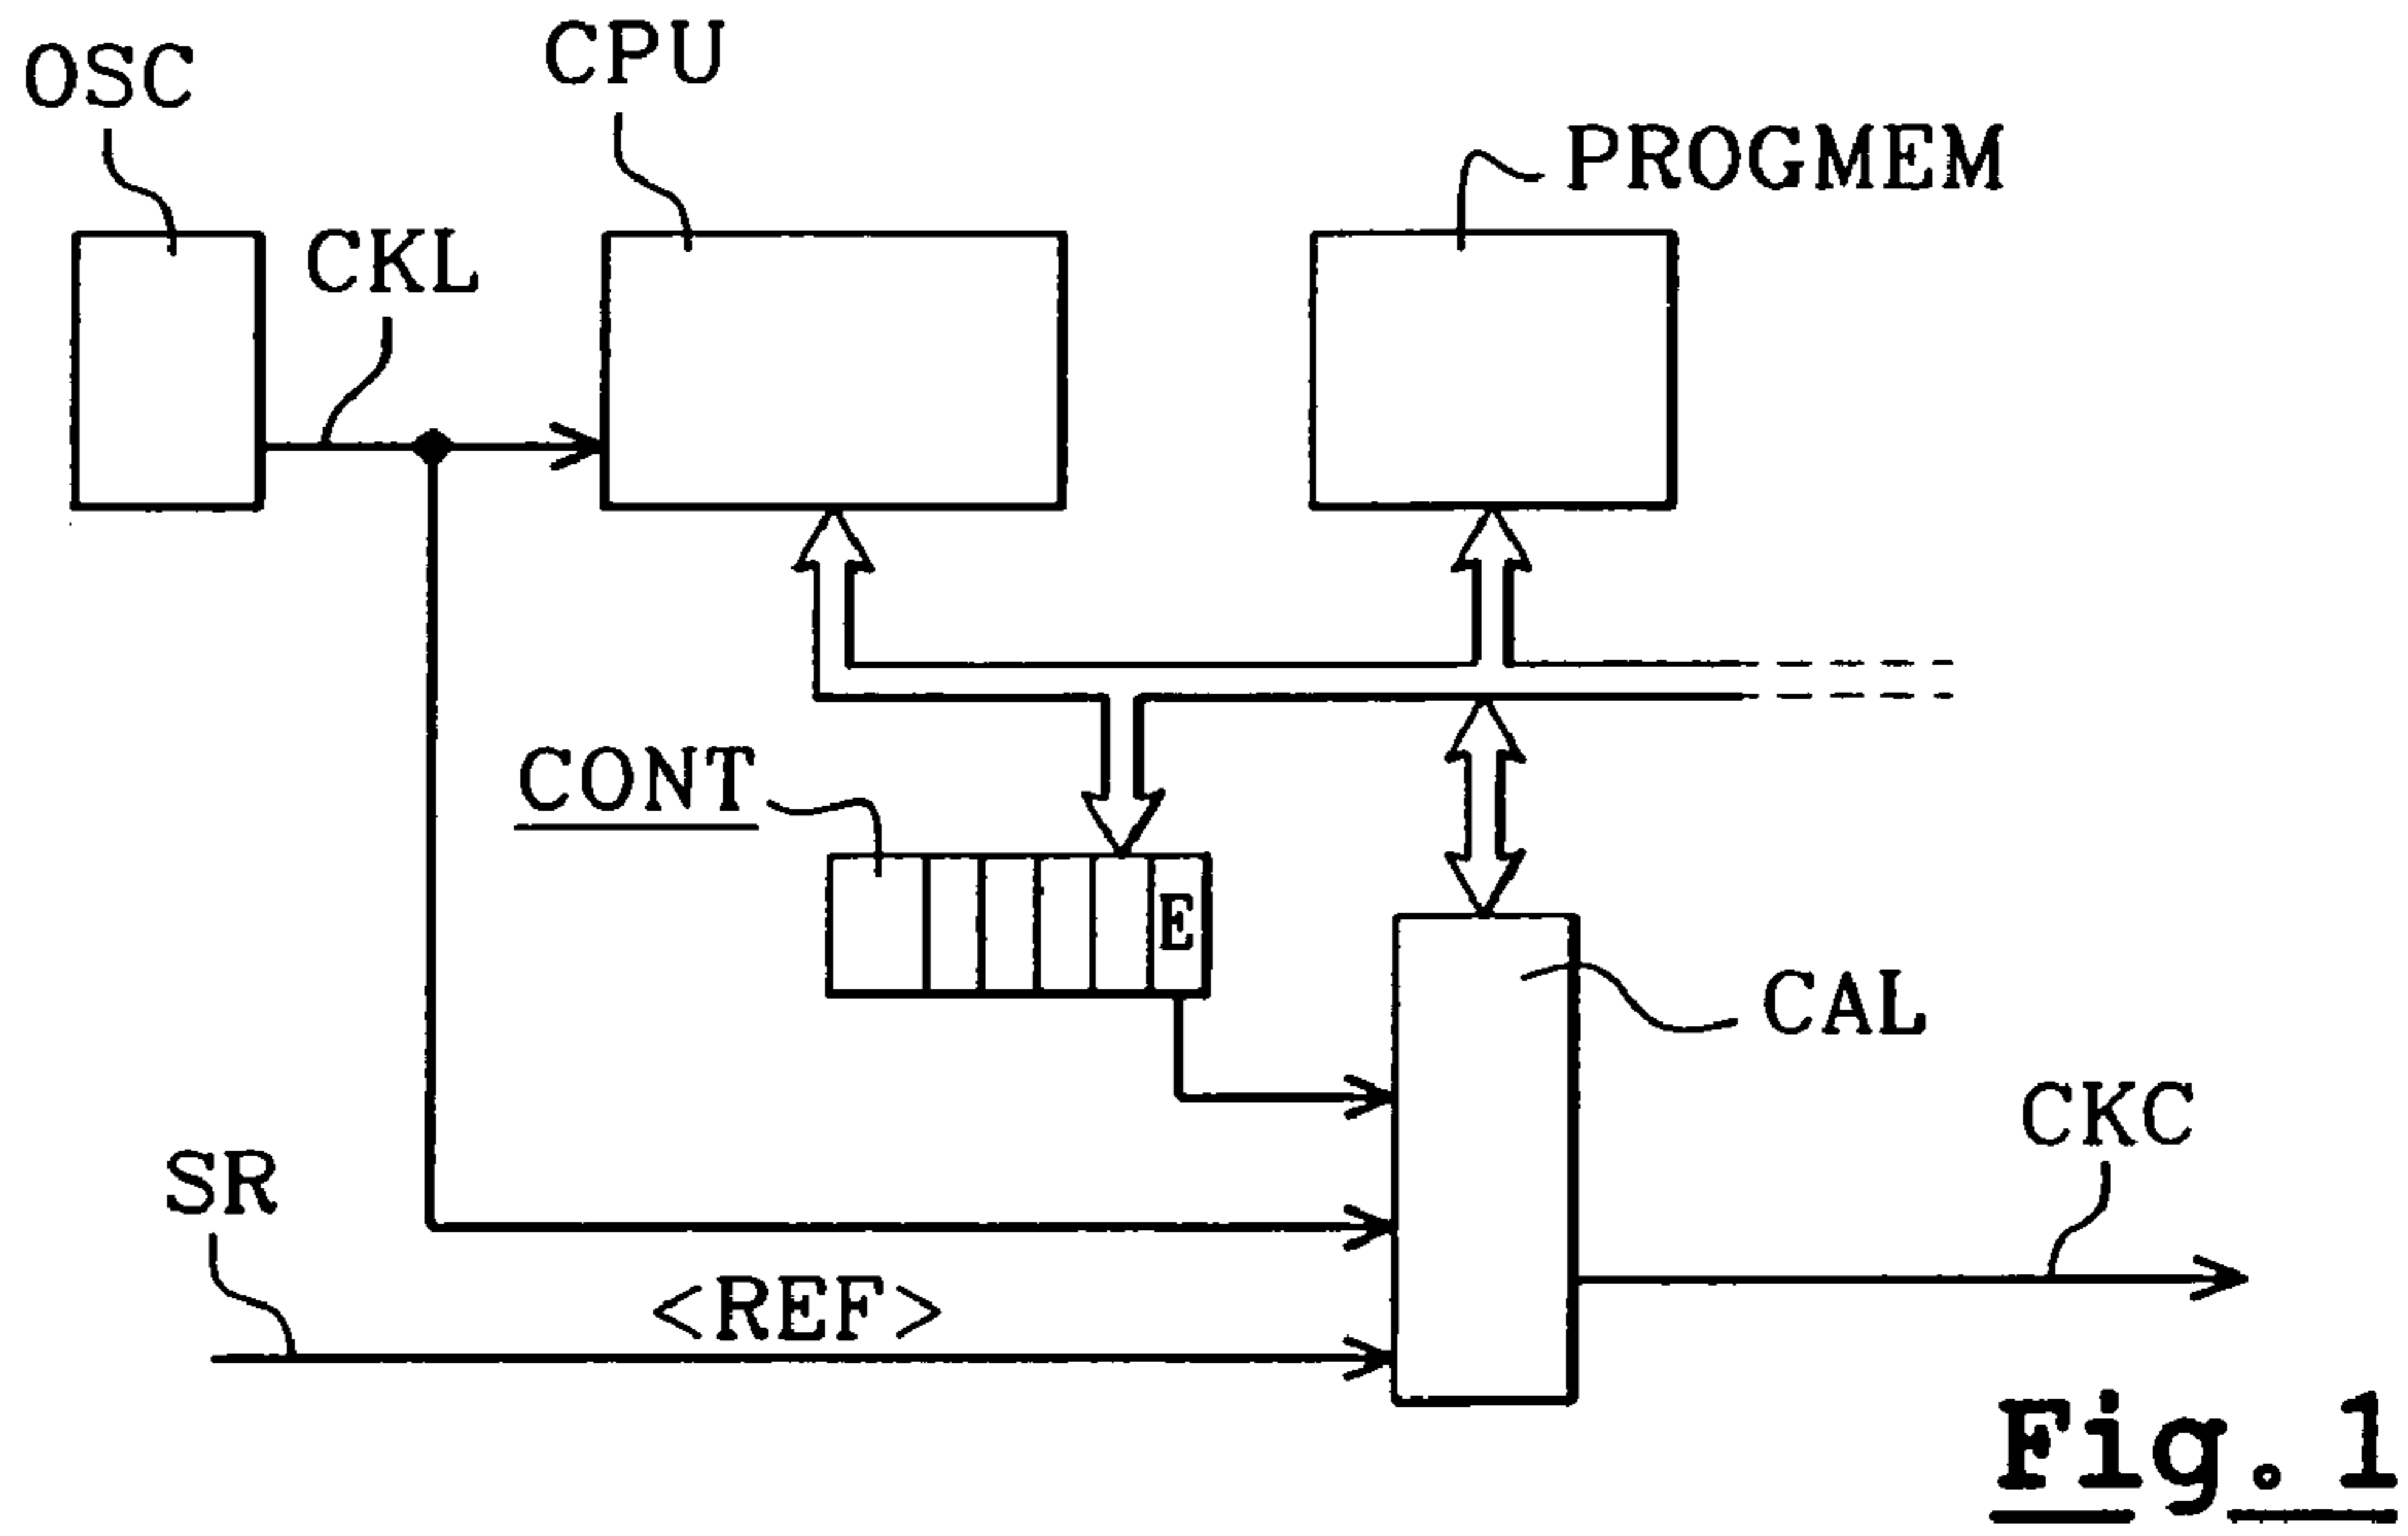 OSC
CPU
PROGMEM
CKL
CONT
E
CAL
CKC
SR
<REF>
Fig. 1